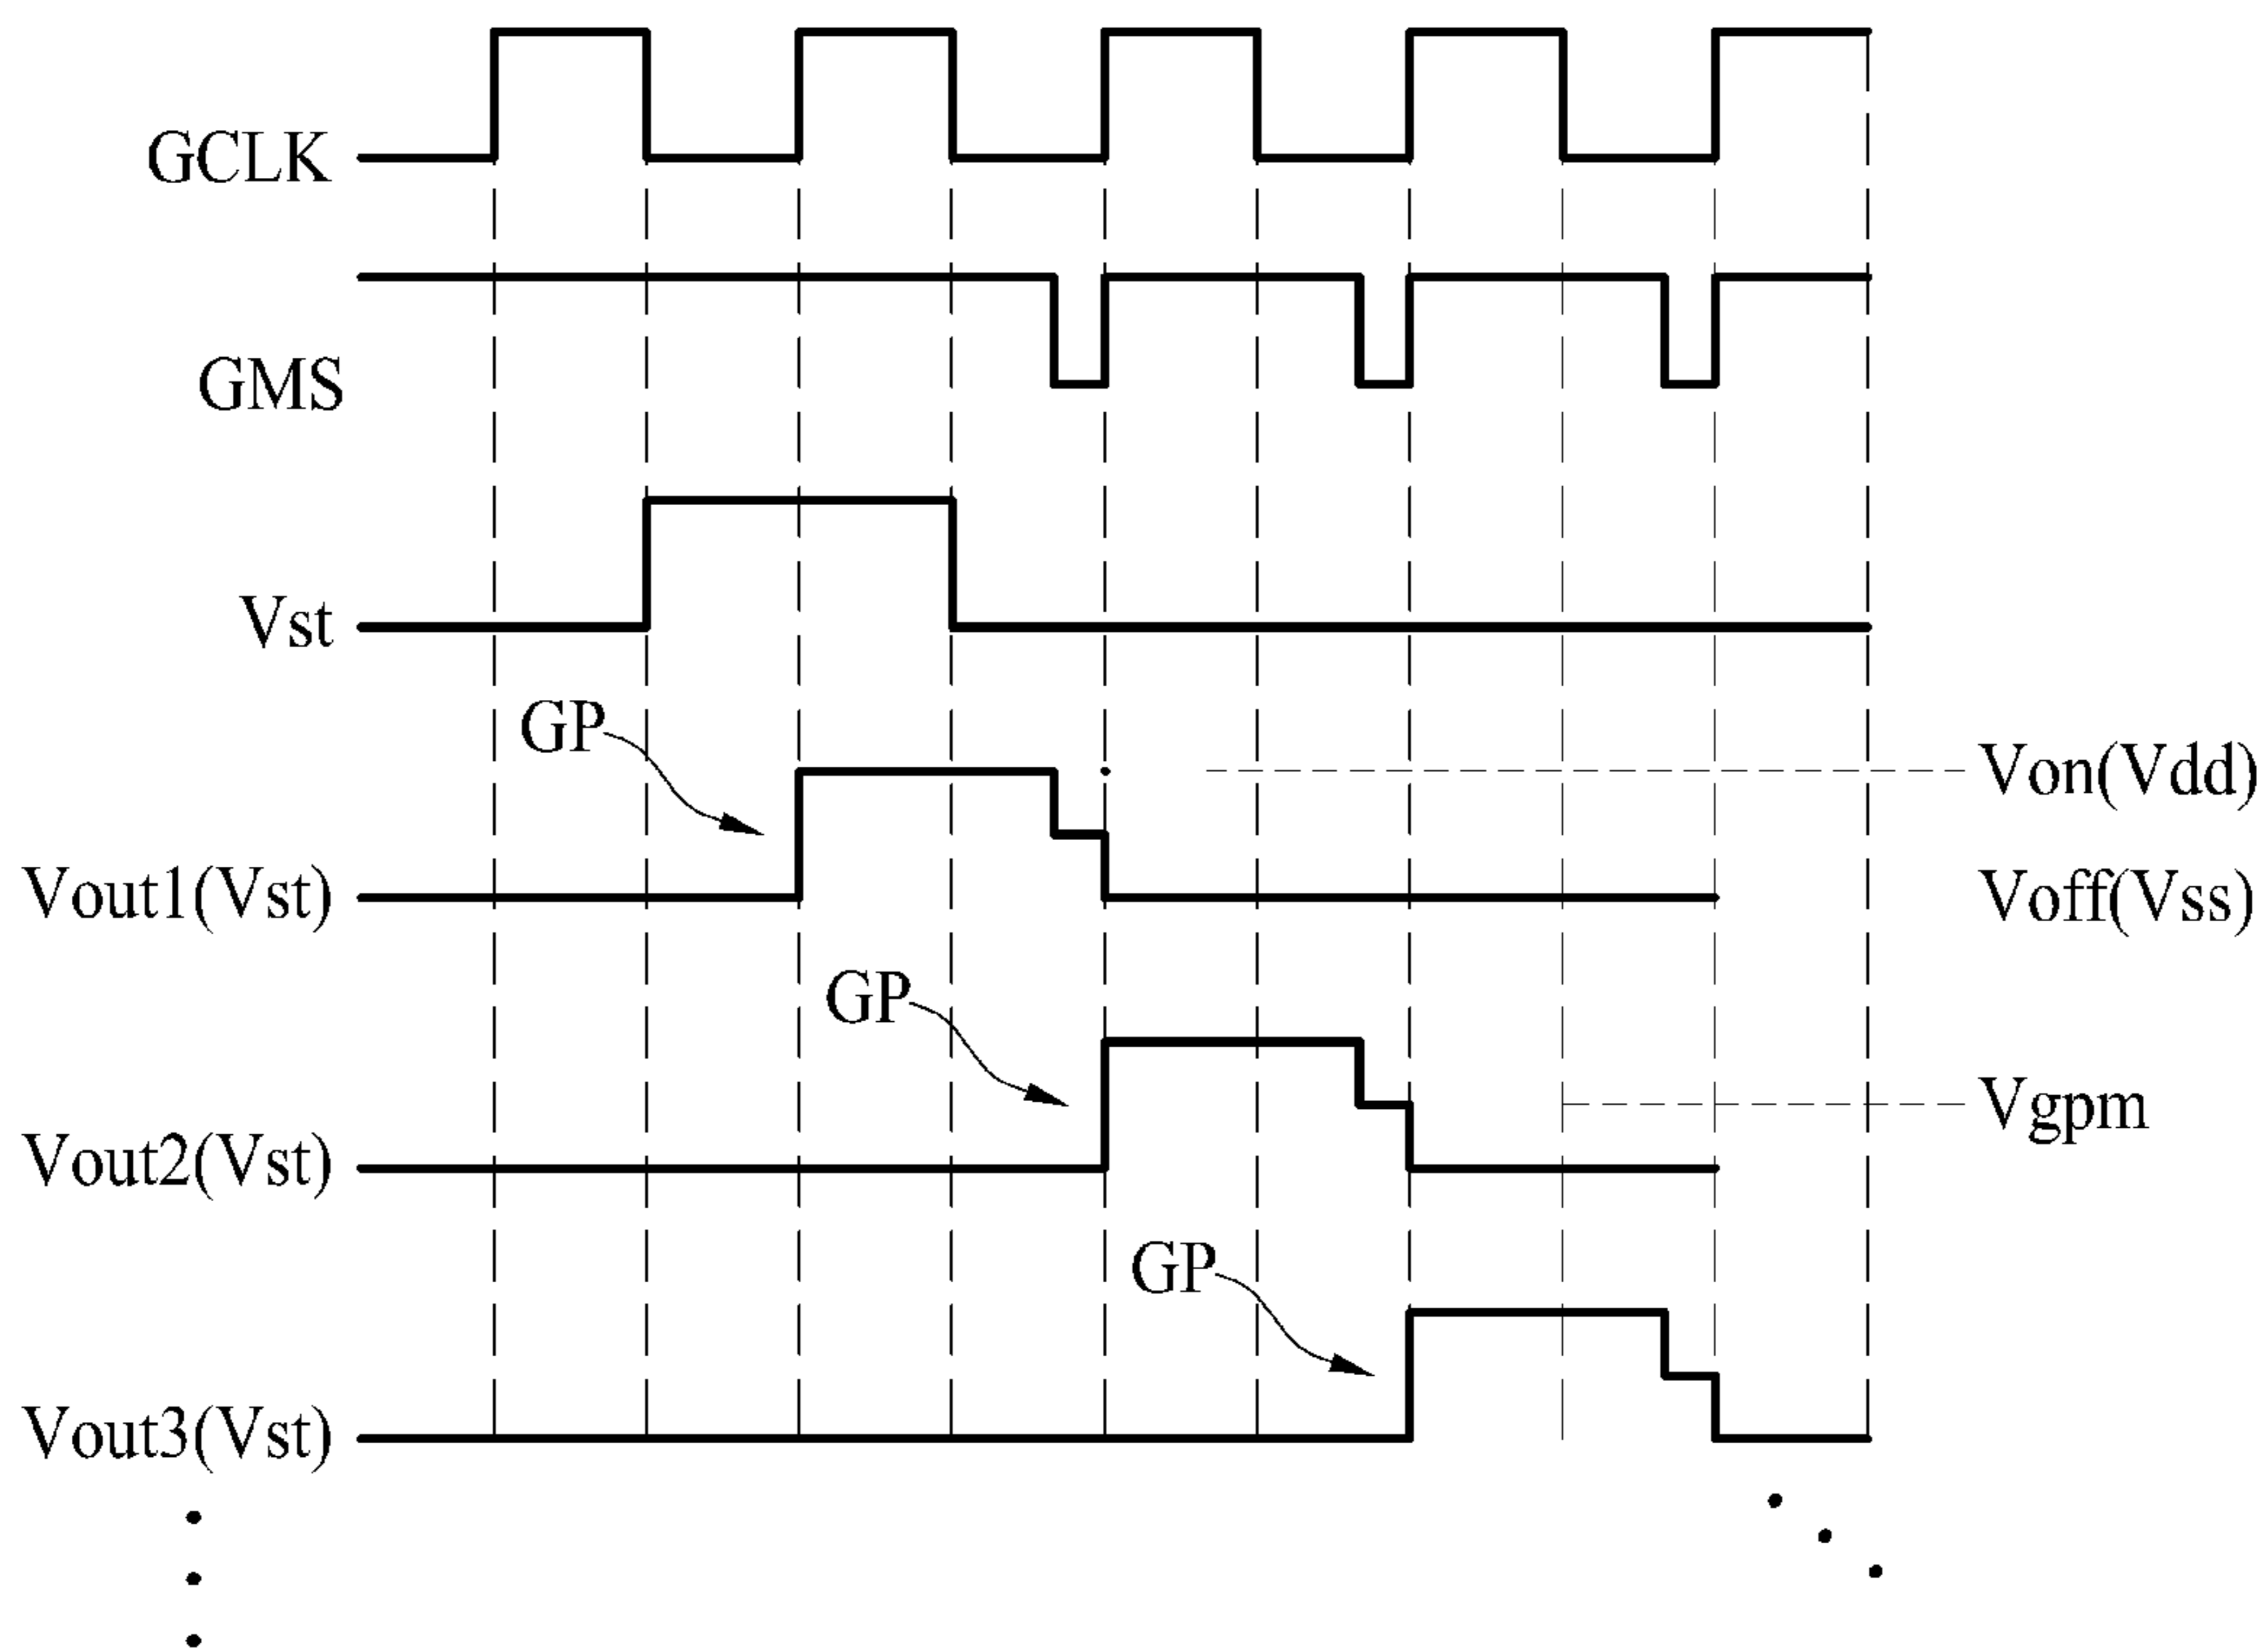 GCLK
GMS
Vst
GP
Von(Vdd)
Vout1(Vst)
Voff(Vss)
GP
Vgpm
Vout2(Vst)
GP
Vout3(Vst)